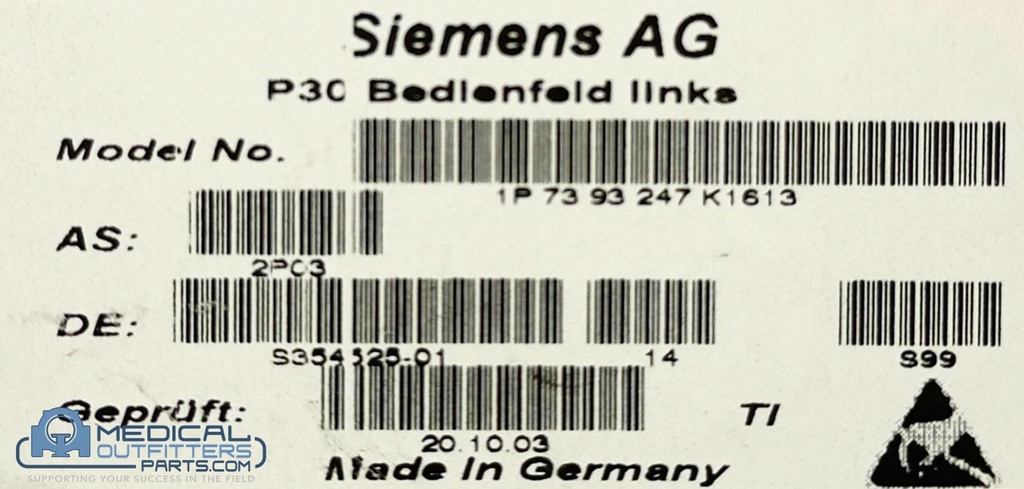 Siemens AG
P30 Bedienfeld links
Model No.
1P 73 93 247 K1613
AS:
2P03
DE:
S354525-01 14 S99
Geprüft:
20.10.03
TI
Made In Germany
MEDICAL
OUTFITTERS
PARTS.COM
SUPPORTING YOUR SUCCESS IN THE FIELD